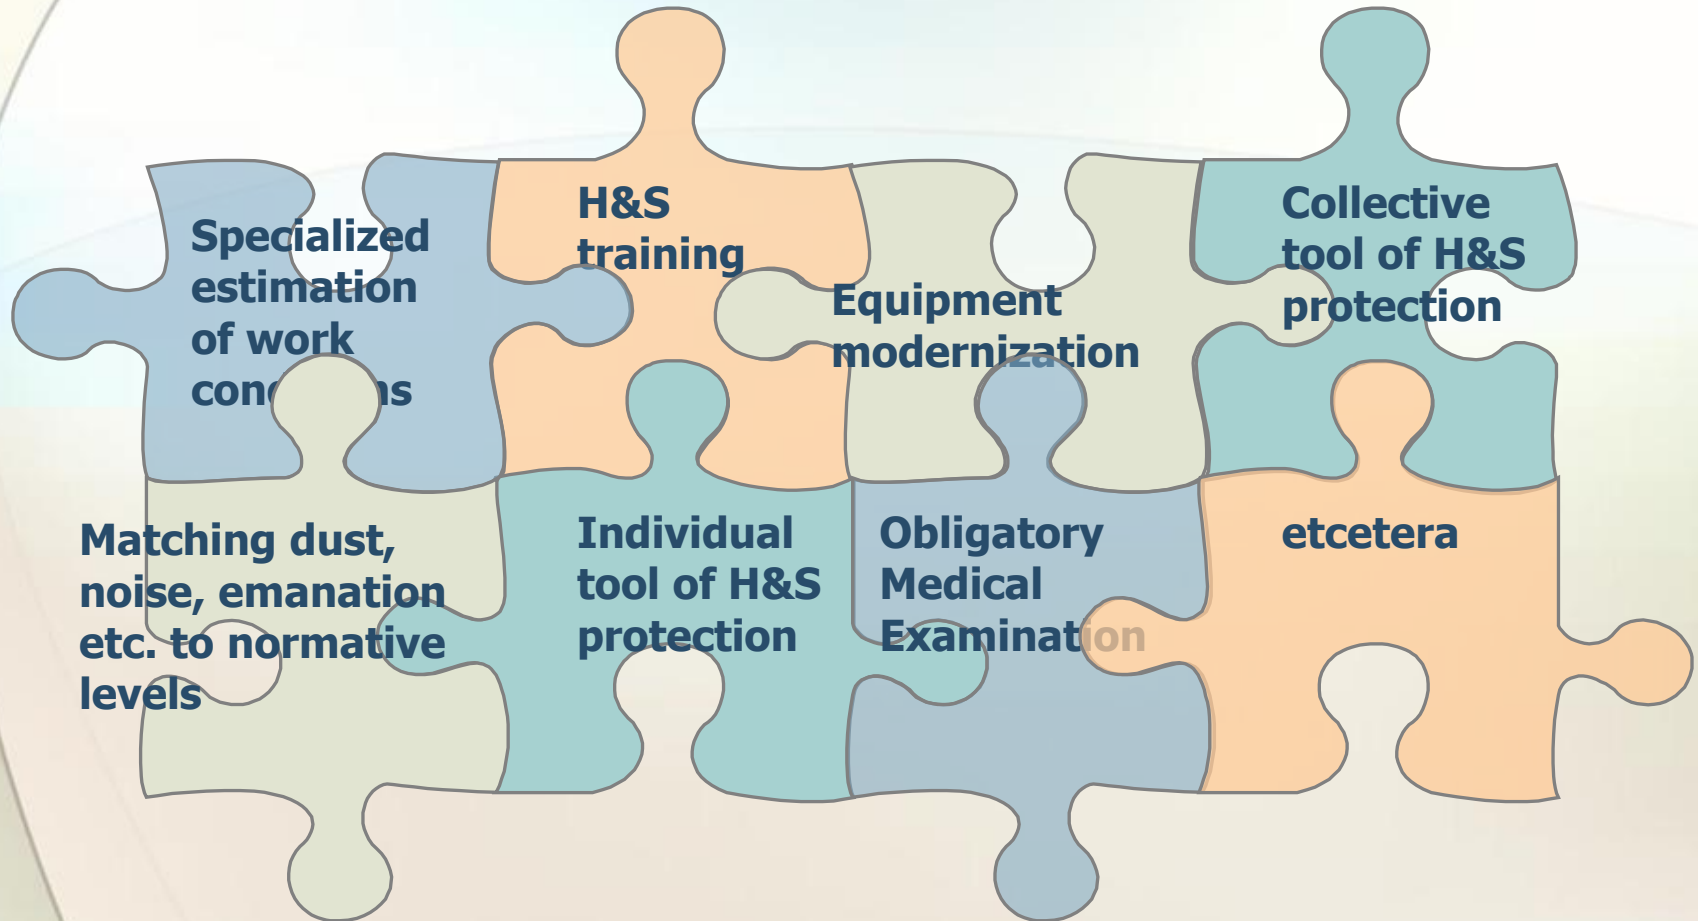 Specialized
estimation
of work
H&S
training
Equipment
modernization
Collective
tool of H&S
protection
Matching dust,
noise, emanation
etc. to normative
levels
Individual
tool of H&S
protection
Obligatory
Medical
Examination
etcetera